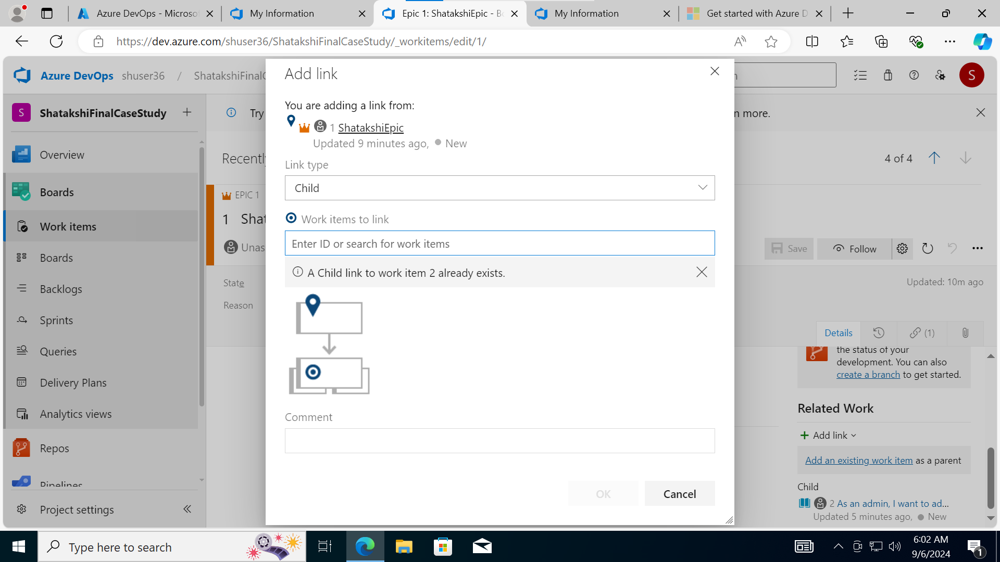 Azure DevOps - Microsof
My Information
Epic 1: ShatakshiEpic - Bo
My Information
Get started with Azure D
https://dev.azure.com/shuser36/ShatakshiFinalCaseStudy/_workitems/edit/1/
Azure DevOps shuser36 / ShatakshiFinalC
S
S ShatakshiFinalCaseStudy
Overview
Boards
Work items
Boards
Backlogs
Sprints
Queries
Delivery Plans
Analytics views
Repos
Pipelines
Project settings
Try
n more.
Recently
4 of 4
EPIC 1
1 Shat
Unas
Save
Follow
State
Updated: 10m ago
Reason
Details
(1)
Add link
You are adding a link from:
1 ShatakshiEpic
Updated 9 minutes ago, New
Link type
Child
Work items to link
Enter ID or search for work items
A Child link to work item 2 already exists.
Comment
OK
Cancel
the status of your
development. You can also
create a branch to get started.
Related Work
Add link
Add an existing work item as a parent
Child
2 As an admin, I want to ad...
Updated 5 minutes ago, New
Type here to search
6:02 AM
9/6/2024
1